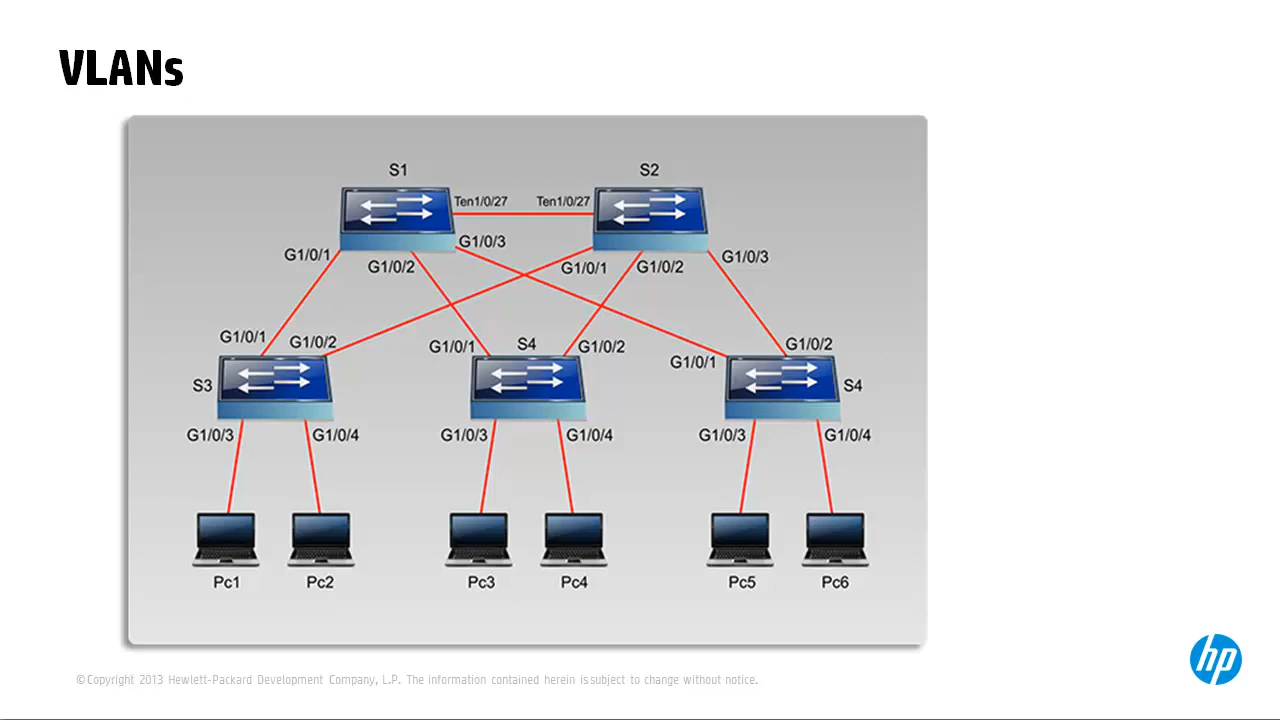 VLANs
S1 S2
Ten1/0/27 Ten1/0/27
G1/0/3
G1/0/1 G1/0/2 G1/0/1 G1/0/2 G1/0/3
G1/0/1 G1/0/2 G1/0/1 S4 G1/0/2 G1/0/1 G1/0/2
S3 S4
G1/0/3 G1/0/4 G1/0/3 G1/0/4 G1/0/3 G1/0/4
Pc1 Pc2 Pc3 Pc4 Pc5 Pc6
©Copyright 2013 Hewlett-Packard Development Company, L.P. The information contained herein is subject to change without notice.
hp